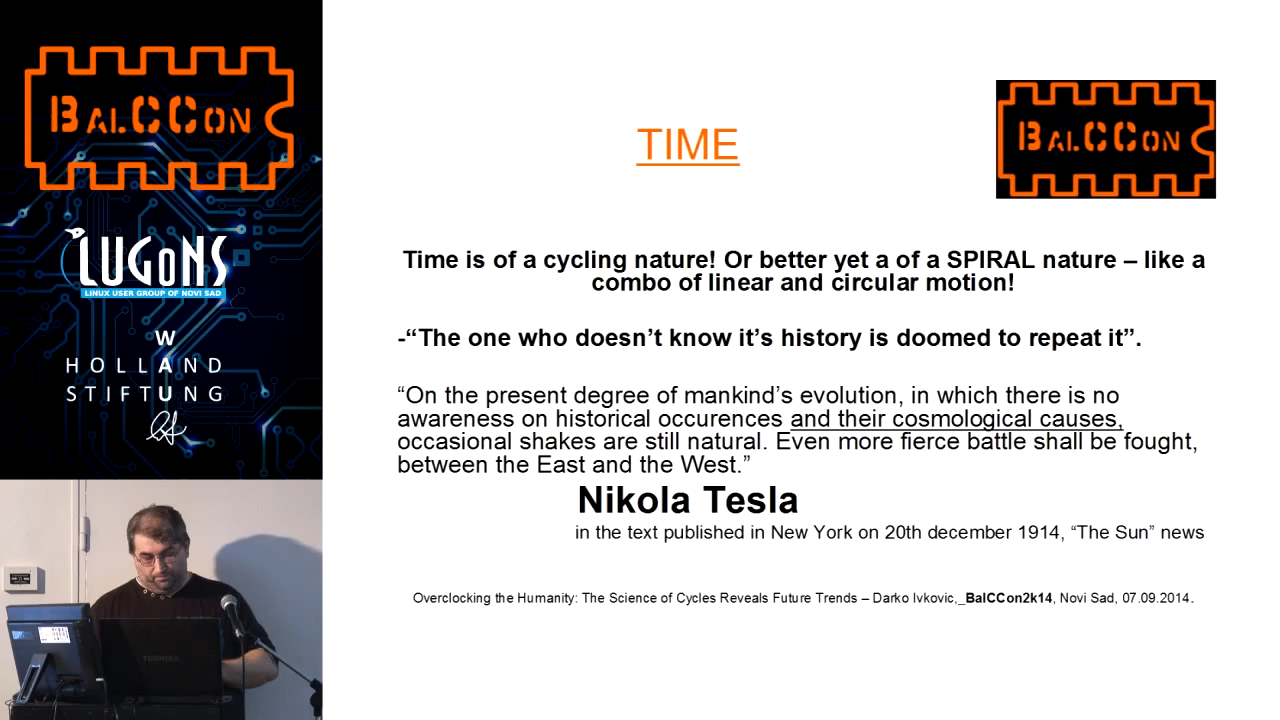 BALCCON
LUGONS
LINUX USER GROUP OF NOVI SAD
W
HOLLAND
U
STIFTUNG
TIME
BALCCON
Time is of a cycling nature! Or better yet a of a SPIRAL nature – like a
combo of linear and circular motion!
-“The one who doesn’t know it’s history is doomed to repeat it”.
“On the present degree of mankind’s evolution, in which there is no
awareness on historical occurences and their cosmological causes,
occasional shakes are still natural. Even more fierce battle shall be fought,
between the East and the West.”
Nikola Tesla
in the text published in New York on 20th december 1914, “The Sun” news
Overclocking the Humanity: The Science of Cycles Reveals Future Trends – Darko Ivkovic,_BalCCon2k14, Novi Sad, 07.09.2014.
TOSHIBA